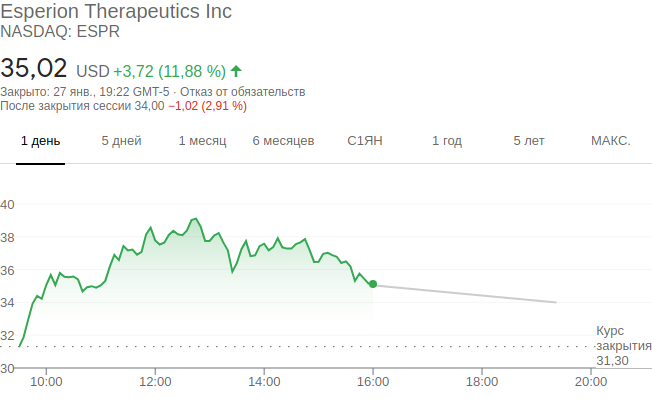 Esperion Therapeutics Inc
NASDAQ: ESPR
35,02 USD +3,72 (11,88 %)
Закрыто: 27 янв., 19:22 GMT-5 · Отказ от обязательств
После закрытия сессии 34,00 −1,02 (2,91 %)
1 день 5 дней 1 месяц 6 месяцев С1ЯН 1 год 5 лет МАКС.
40
38
36
34
32
Курс
закрытия
31,30
30
10:00 12:00 14:00 16:00 18:00 20:00